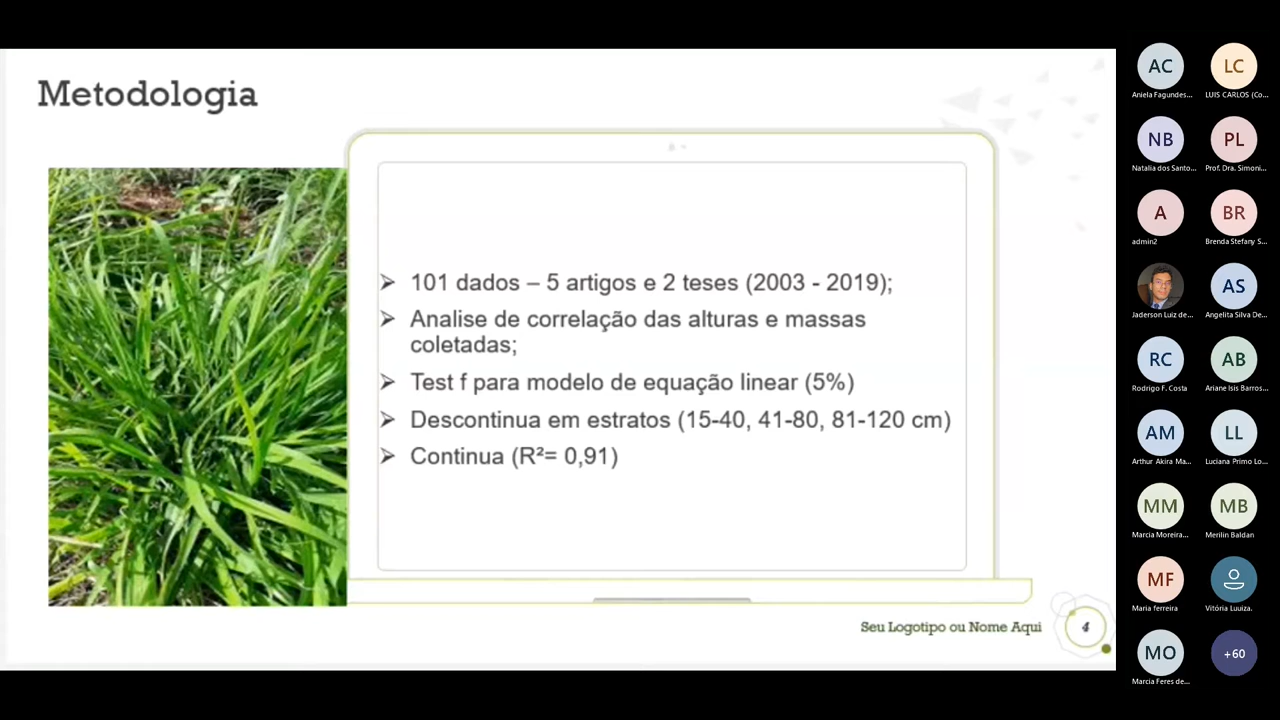 Metodologia
➢ 101 dados – 5 artigos e 2 teses (2003 - 2019);
➢ Analise de correlação das alturas e massas
coletadas;
➢ Test f para modelo de equação linear (5%)
➢ Descontinua em estratos (15-40, 41-80, 81-120 cm)
➢ Continua (R²= 0,91)
Seu Logotipo ou Nome Aqui
4
AC
LC
Aniela Fagundes...
LUIS CARLOS (Co...
NB
PL
Natalia dos Santo...
Prof. Dra. Simoni...
A
BR
admin2
Brenda Stefany S...
AS
Jaderson Luiz de...
Angelita Silva De...
RC
AB
Rodrigo F. Costa
Ariane Isis Barros...
AM
LL
Arthur Akira Ma...
Luciana Primo Lo...
MM
MB
Marcia Moreira...
Merilin Baldan
MF
Maria ferreira
Vitória Luuiza.
MO
+60
Marcia Feres de...